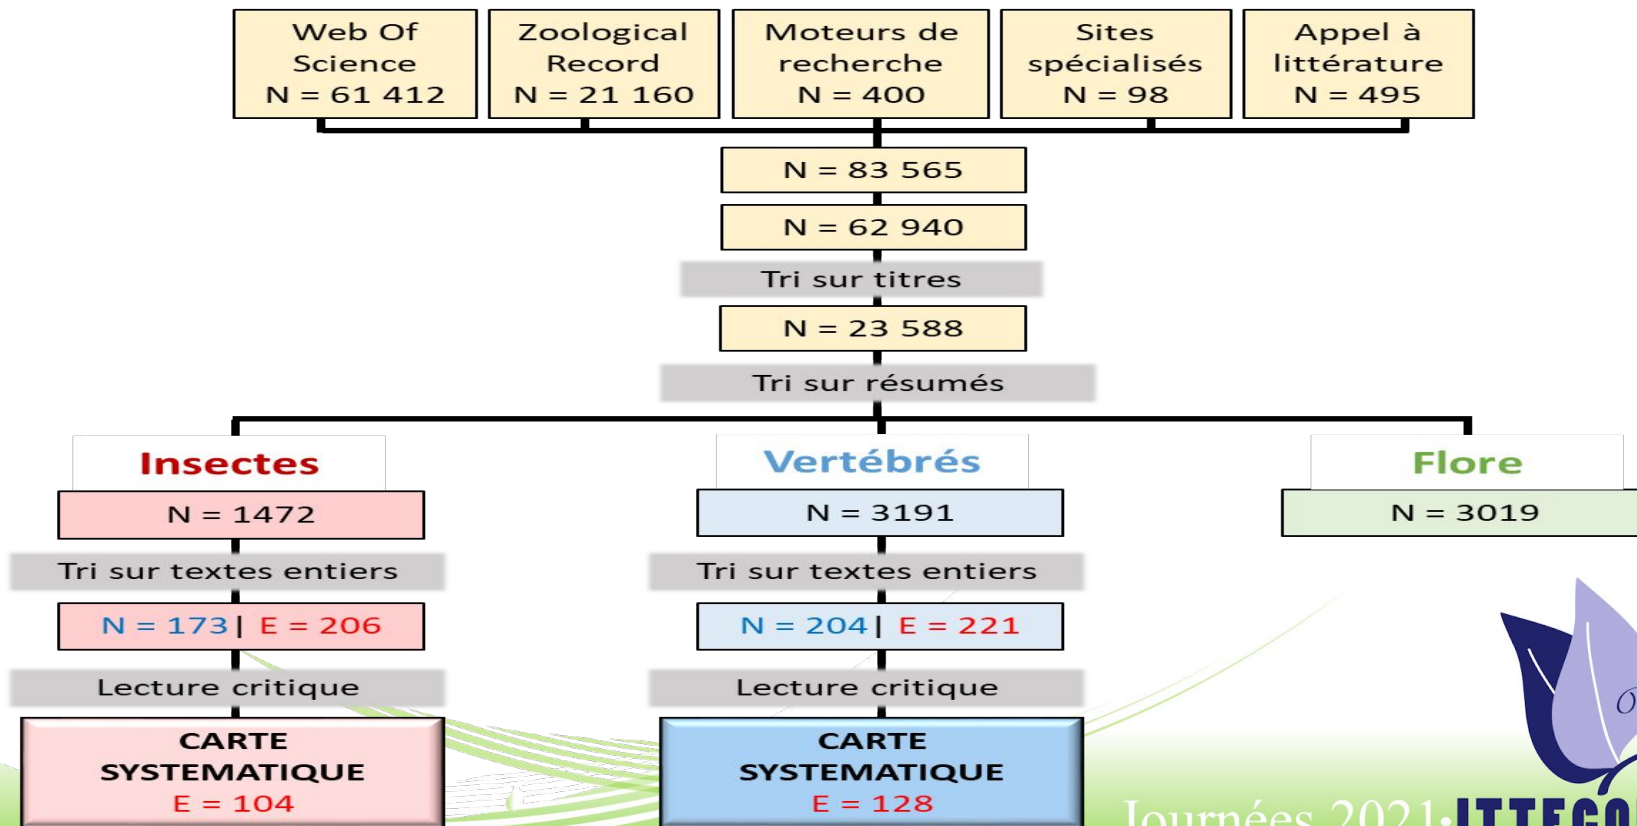 Web Of
Science
N = 61 412
Zoological
Record
N = 21 160
Moteurs de
recherche
N = 400
Sites
spécialisés
N = 98
Appel à
littérature
N = 495
N = 83 565
N = 62 940
Tri sur titres
N = 23 588
Tri sur résumés
Insectes
N = 1472
Tri sur textes entiers
N = 173| E = 206
Lecture critique
CARTE
SYSTEMATIQUE
E = 104
Vertébrés
N = 3191
Tri sur textes entiers
N = 204| E = 221
Lecture critique
CARTE
SYSTEMATIQUE
E = 128
Flore
N = 3019
Journées 2021•ITTECO